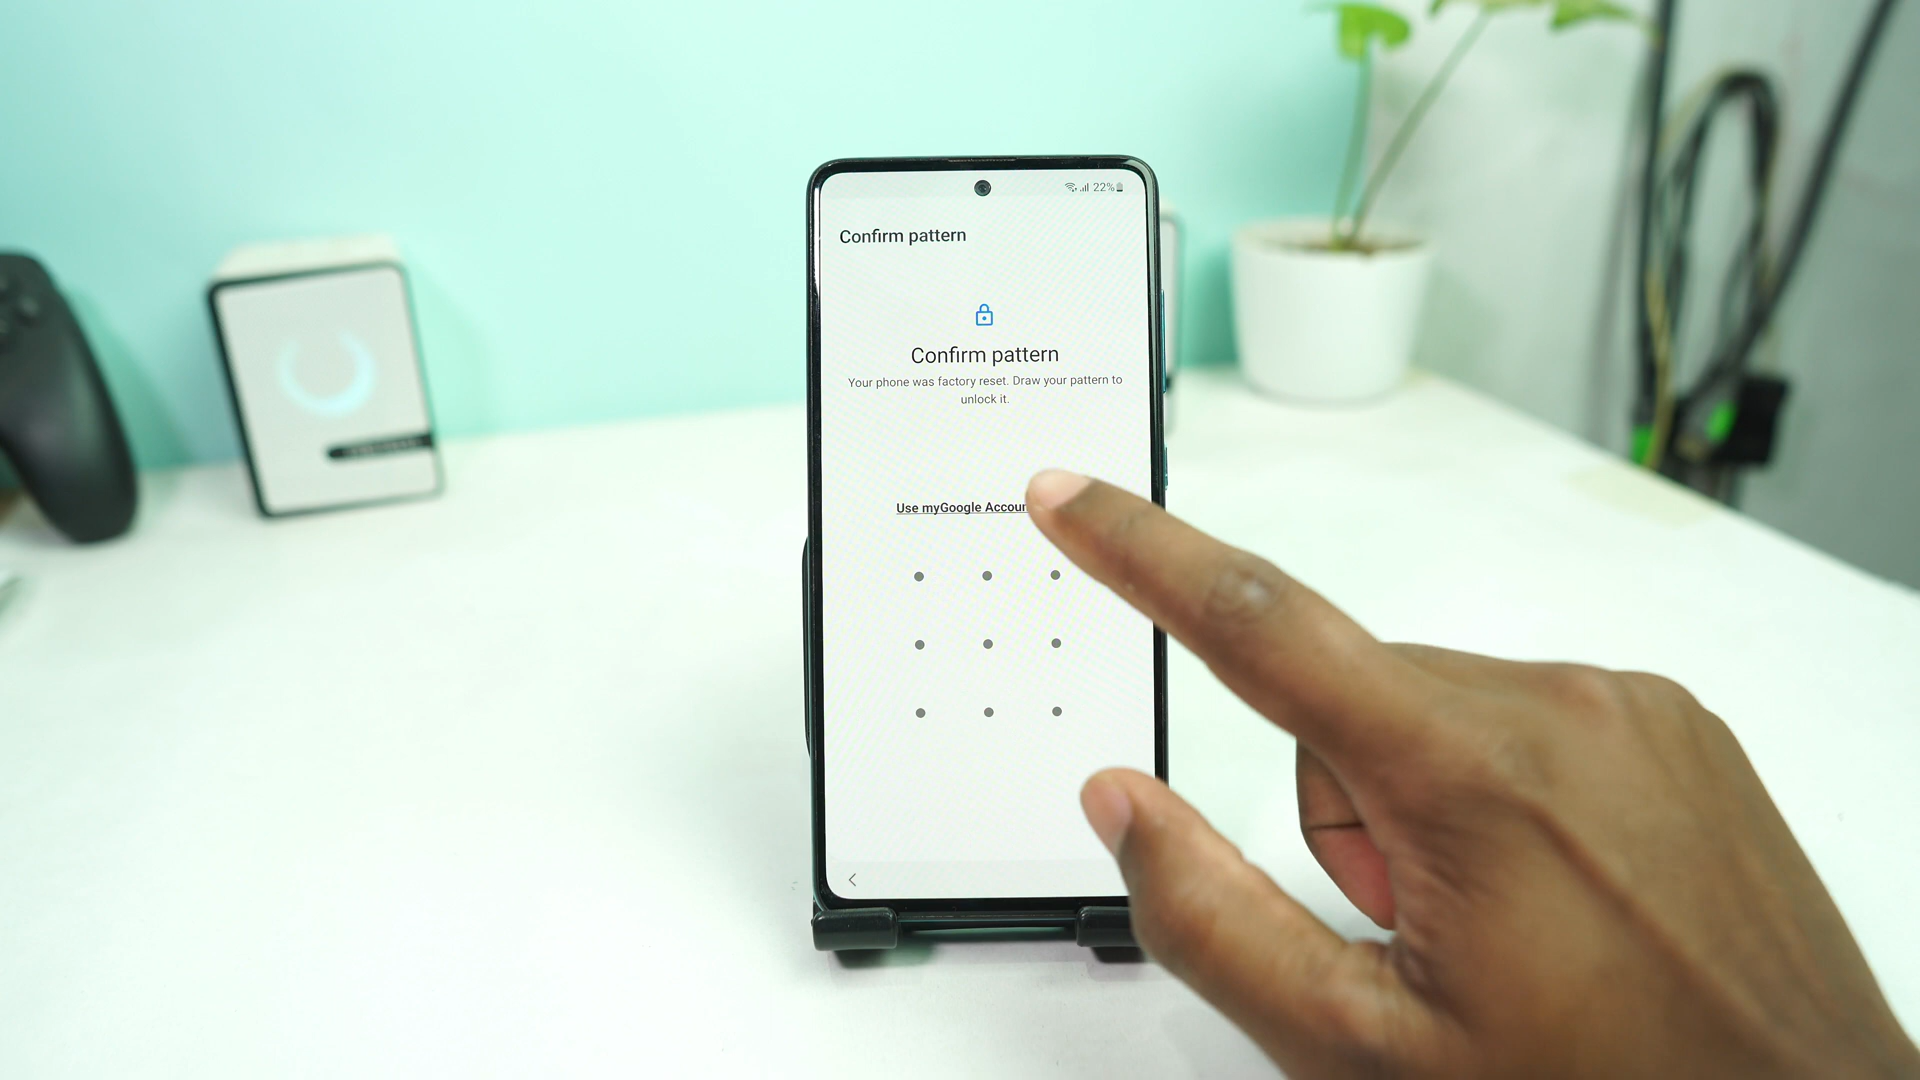 22%
Confirm pattern
Confirm pattern
Your phone was factory reset. Draw your pattern to
unlock it.
Use myGoogle Accoun